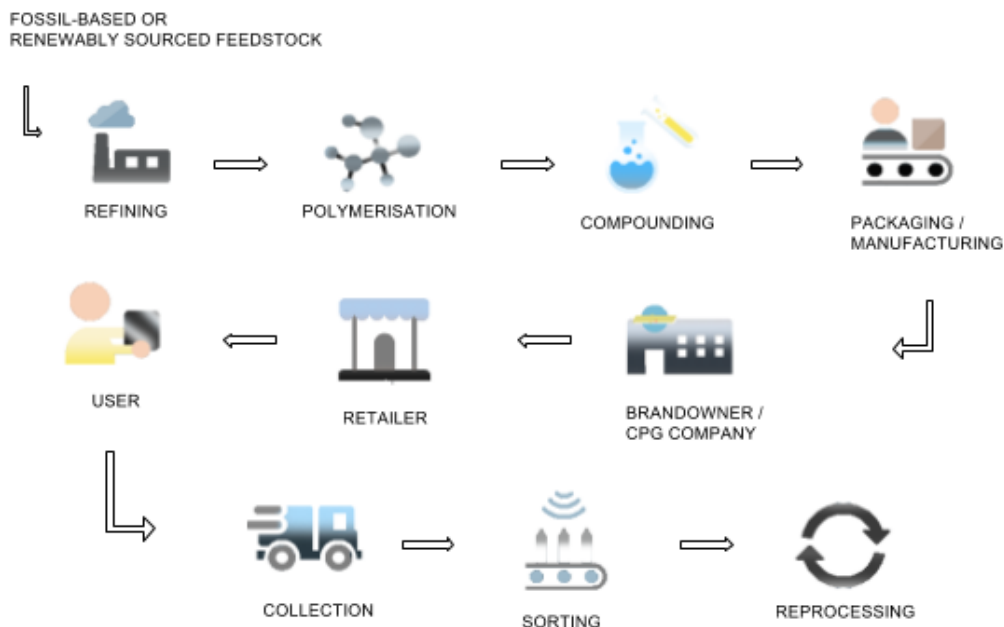 FOSSIL-BASED OR
RENEWABLY SOURCED FEEDSTOCK
REFINING
POLYMERISATION
COMPOUNDING
PACKAGING /
MANUFACTURING
USER
RETAILER
BRANDOWNER /
CPG COMPANY
COLLECTION
SORTING
REPROCESSING